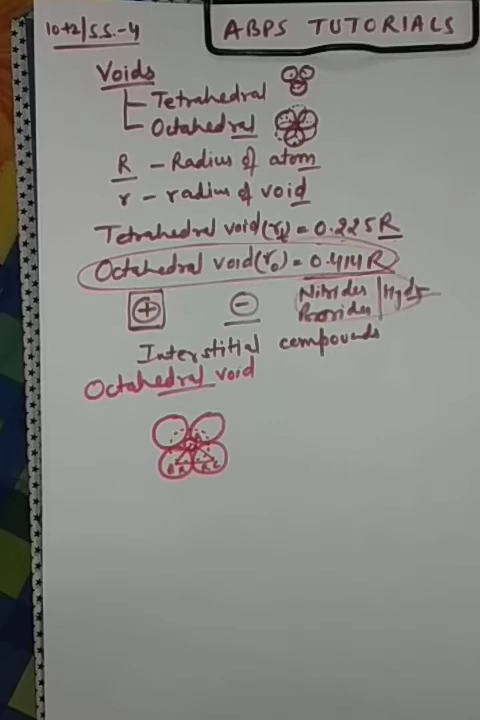 10+2/S.S.-4
ABPS TUTORIALS
Voids
Tetrahedral
Octahedral
R - Radius of atom
r - radius of void
Tetrahedral void(rt) = 0.225R
Octahedral void(ro) = 0.414R
+ - Nitrides |Hyd
Interstitial compounds
Octahedral void